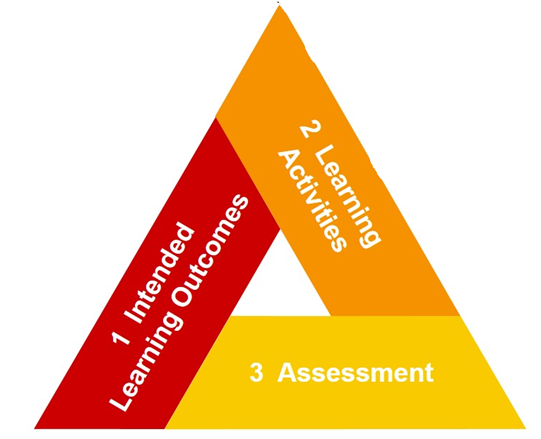 1 Intended
Learning Outcomes
2 Learning
Activities
3 Assessment